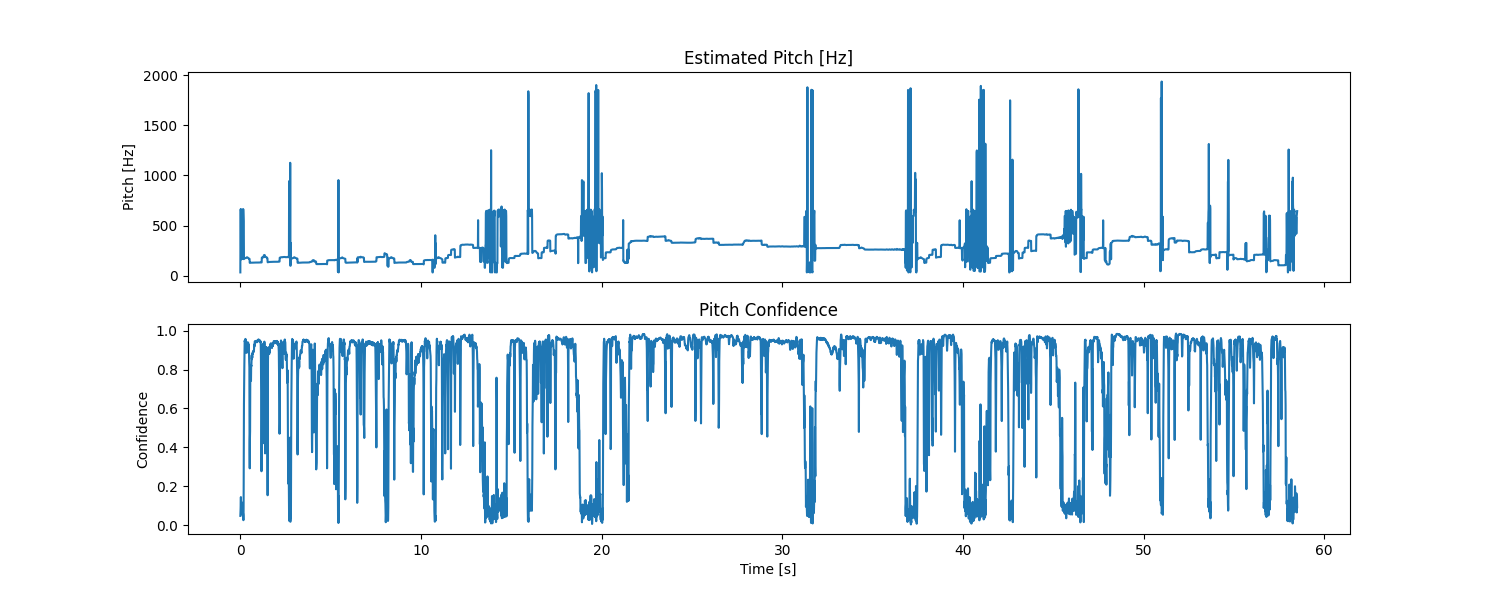 Estimated Pitch [Hz]
2000
1500
1000
500
0
Pitch [Hz]
Pitch Confidence
1.0
0.8
0.6
0.4
0.2
0.0
Confidence
0 10 20 30 40 50 60
Time [s]